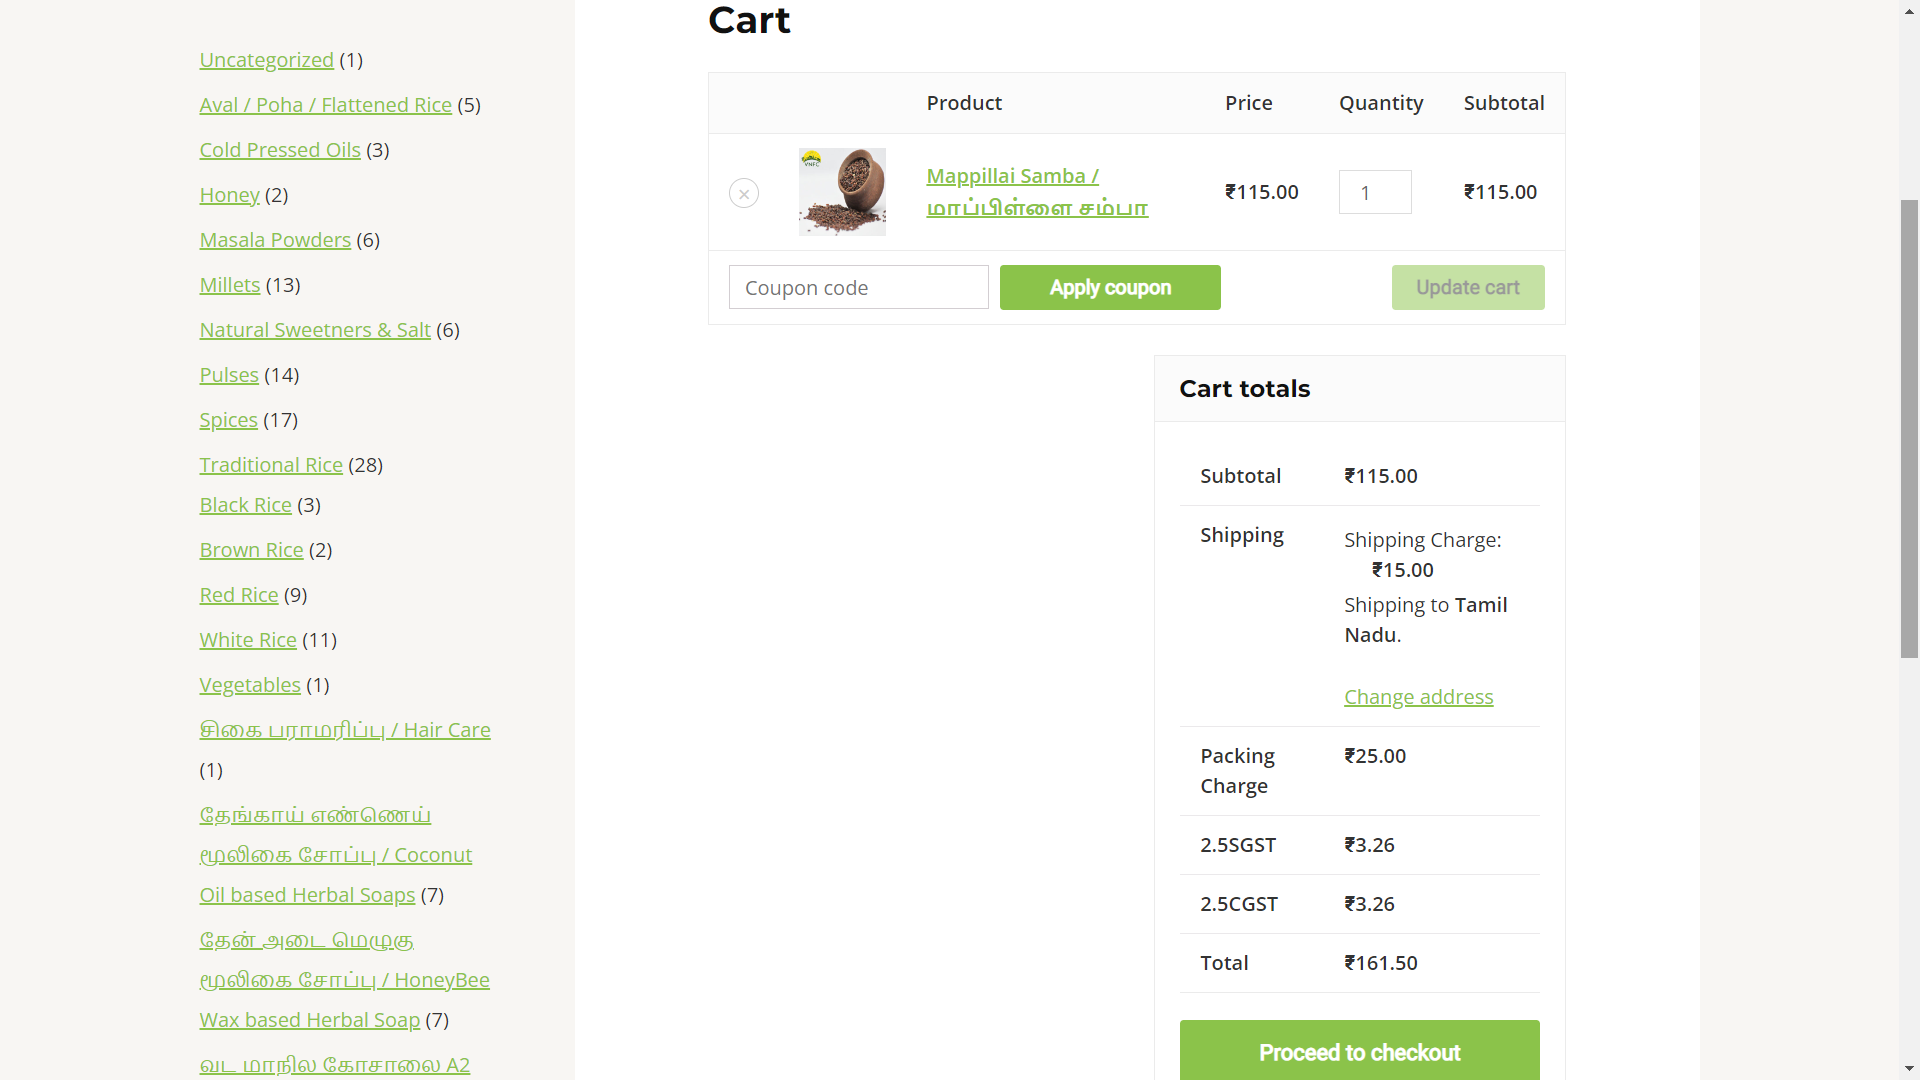 Uncategorized (1)
Aval / Poha / Flattened Rice (5)
Cold Pressed Oils (3)
Honey (2)
Masala Powders (6)
Millets (13)
Natural Sweetners & Salt (6)
Pulses (14)
Spices (17)
Traditional Rice (28)
Black Rice (3)
Brown Rice (2)
Red Rice (9)
White Rice (11)
Vegetables (1)
சிகை பராமரிப்பு / Hair Care
(1)
தேங்காய் எண்ணெய்
மூலிகை சோப்பு / Coconut
Oil based Herbal Soaps (7)
தேன் அடை மெழுகு
மூலிகை சோப்பு / HoneyBee
Wax based Herbal Soap (7)
வட மாநில கோசாலை A2
Cart
Product Price Quantity Subtotal
VNFC
Mappillai Samba /
மாப்பிள்ளை சம்பா
₹115.00 1 ₹115.00
Coupon code Apply coupon Update cart
Cart totals
Subtotal ₹115.00
Shipping Shipping Charge:
₹15.00
Shipping to Tamil
Nadu.
Change address
Packing ₹25.00
Charge
2.5SGST ₹3.26
2.5CGST ₹3.26
Total ₹161.50
Proceed to checkout